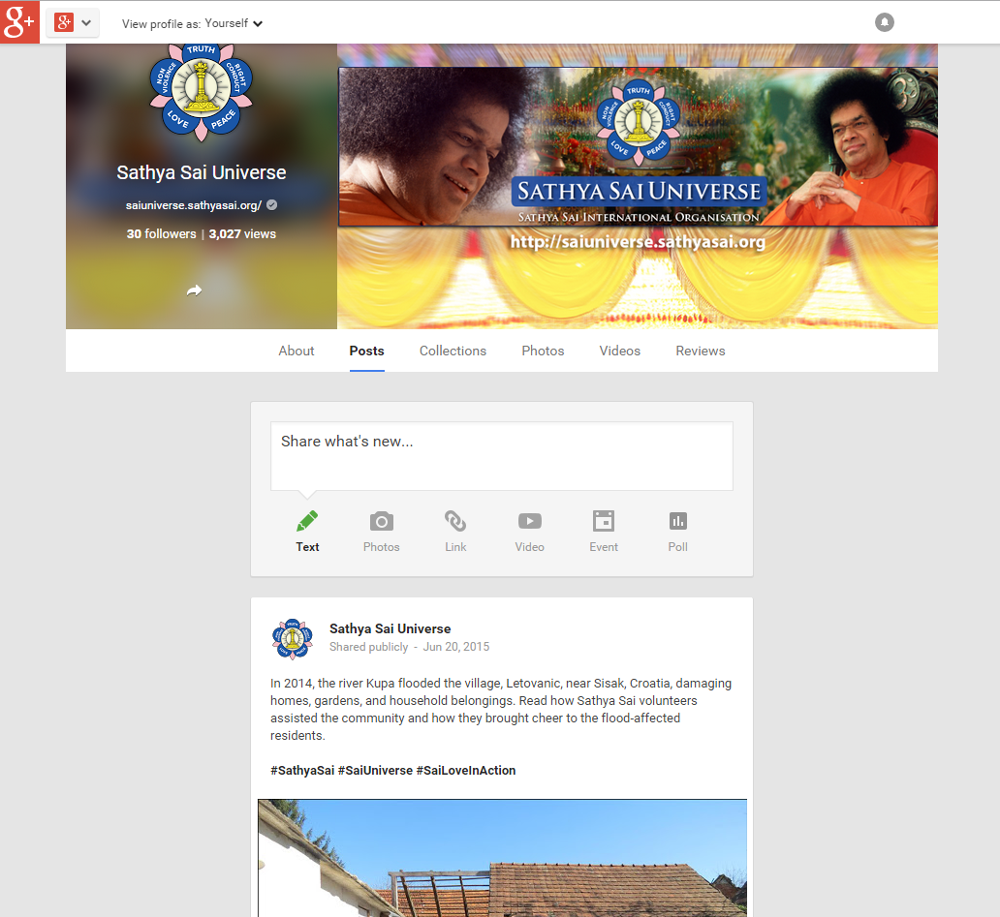 g+ g+ View profile as: Yourself
TRUTH
NON VIOLENCE
RIGHT CONDUCT
LOVE
PEACE
Sathya Sai Universe
saiuniverse.sathyasai.org/
30 followers | 3,027 views
TRUTH
NON VIOLENCE
RIGHT CONDUCT
LOVE
PEACE
SATHYA SAI UNIVERSE
SATHYA SAI INTERNATIONAL ORGANISATION
http://saiuniverse.sathyasai.org
About Posts Collections Photos Videos Reviews
Share what's new...
Text Photos Link Video Event Poll
Sathya Sai Universe
Shared publicly - Jun 20, 2015
In 2014, the river Kupa flooded the village, Letovanic, near Sisak, Croatia, damaging
homes, gardens, and household belongings. Read how Sathya Sai volunteers
assisted the community and how they brought cheer to the flood-affected
residents.
#SathyaSai #SaiUniverse #SaiLoveInAction